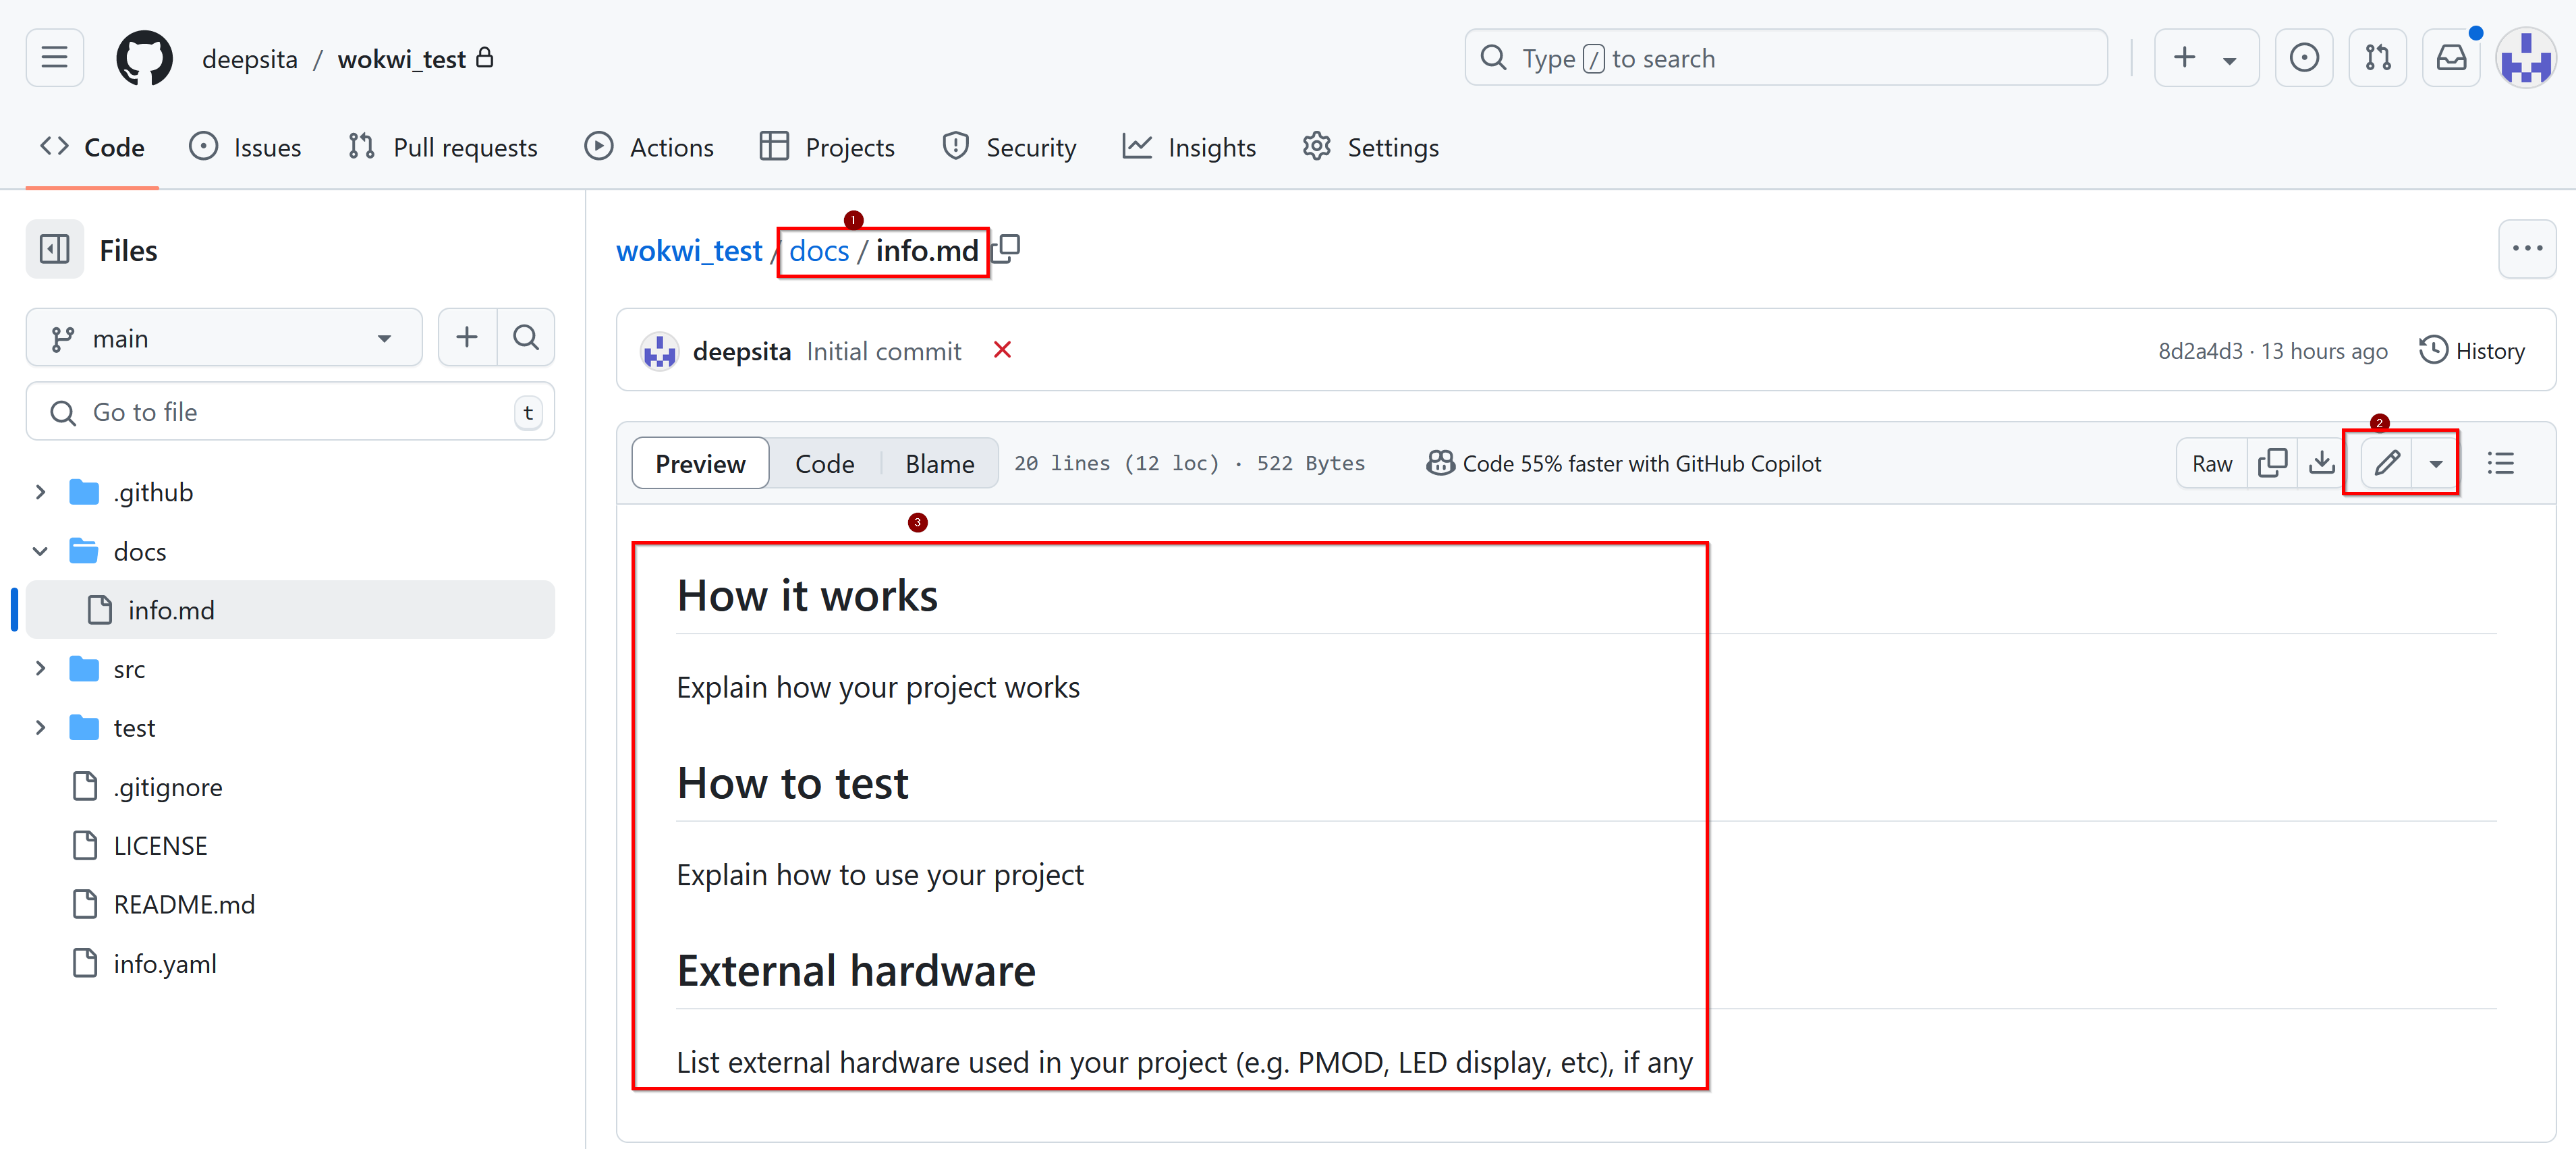 deepsita / wokwi_test
Type / to search
Code Issues Pull requests Actions Projects Security Insights Settings
Files
main
Go to file t
.github
docs
info.md
src
test
.gitignore
LICENSE
README.md
info.yaml
1
wokwi_test / docs / info.md
deepsita Initial commit 8d2a4d3 · 13 hours ago History
2
Preview Code Blame 20 lines (12 loc) · 522 Bytes Code 55% faster with GitHub Copilot Raw
3
How it works
Explain how your project works
How to test
Explain how to use your project
External hardware
List external hardware used in your project (e.g. PMOD, LED display, etc), if any